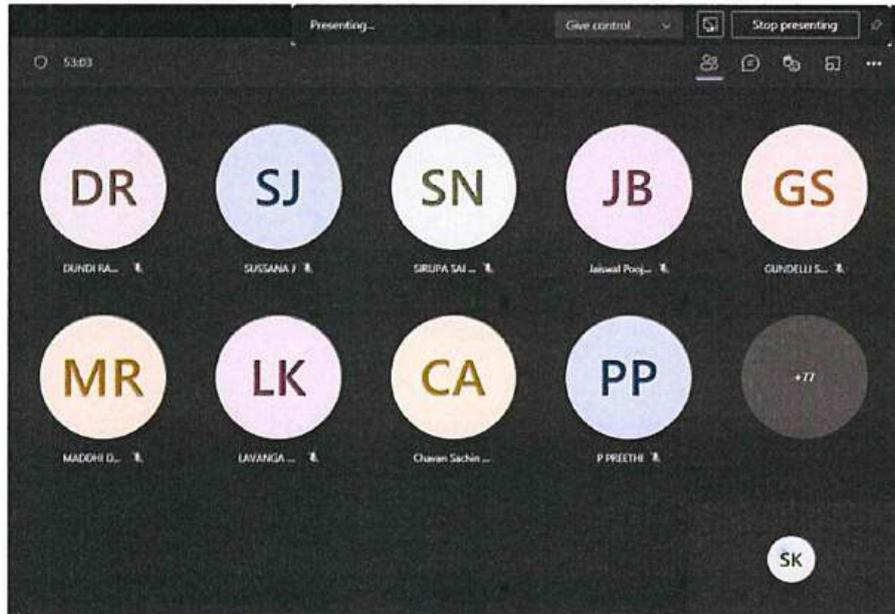 Presenting...
Give control
Stop presenting
53:03
DR SJ SN JB GS
DUNDI RA... SUSSANA J SIRUPA SAI ... Jaiswal Pooj... GUNDELLI S...
MR LK CA PP +77
MADDHI D... LAVANGA ... Chavan Sachin ... P PREETHI
SK